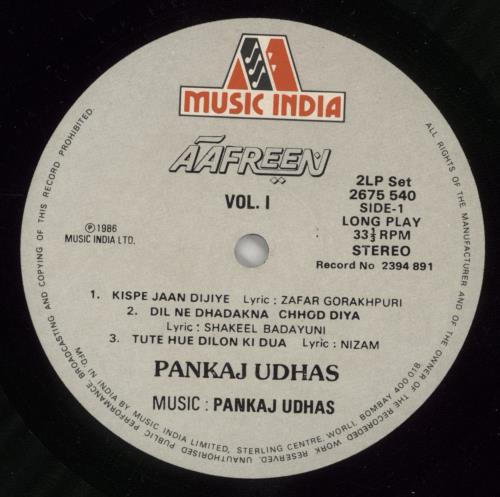 MUSIC INDIA
AAFREEN
VOL. I
2LP Set
2675 540
SIDE-1
LONG PLAY
33⅓ RPM
STEREO
Record No 2394 891
Ⓟ1986
MUSIC INDIA LTD.
1. KISPE JAAN DIJIYE Lyric : ZAFAR GORAKHPURI
2. DIL NE DHADAKNA CHHOD DIYA
Lyric : SHAKEEL BADAYUNI
3. TUTE HUE DILON KI DUA Lyric : NIZAM
PANKAJ UDHAS
MUSIC : PANKAJ UDHAS
MFD. IN INDIA BY MUSIC INDIA LIMITED, STERLING CENTRE, WORLI, BOMBAY 400 018.
ALL RIGHTS OF THE MANUFACTURER AND OF THE OWNER OF THE RECORDED WORK RESERVED. UNAUTHORISED PUBLIC PERFORMANCE, BROADCASTING AND COPYING OF THIS RECORD PROHIBITED.